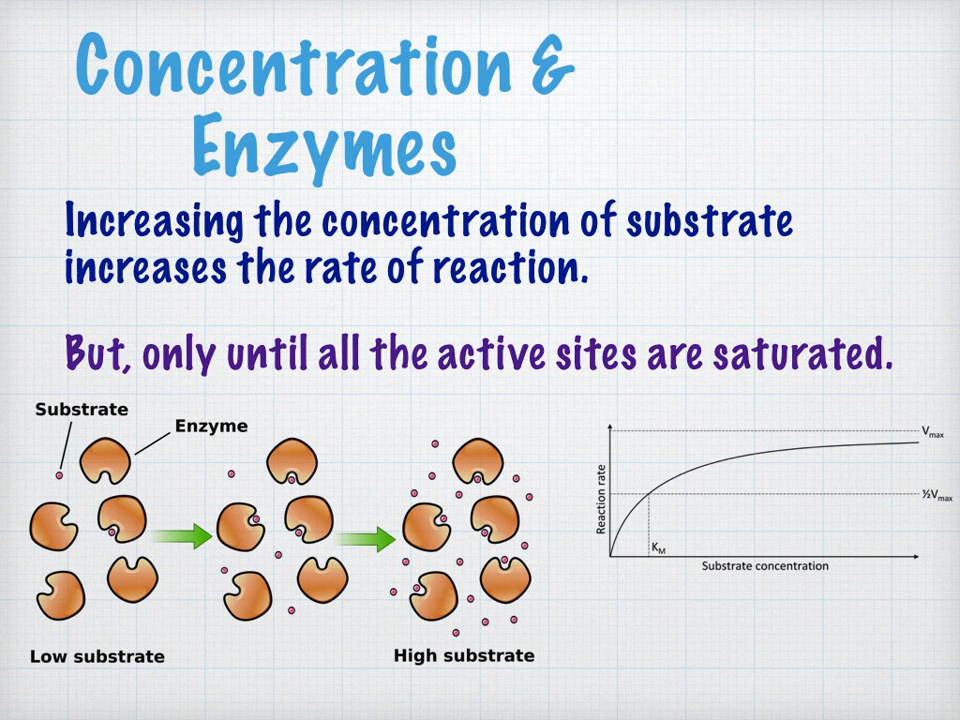 Concentration &
Enzymes
Increasing the concentration of substrate
increases the rate of reaction.
But, only until all the active sites are saturated.
Substrate
Enzyme
Low substrate
High substrate
Reaction rate
Vmax
½Vmax
KM
Substrate concentration